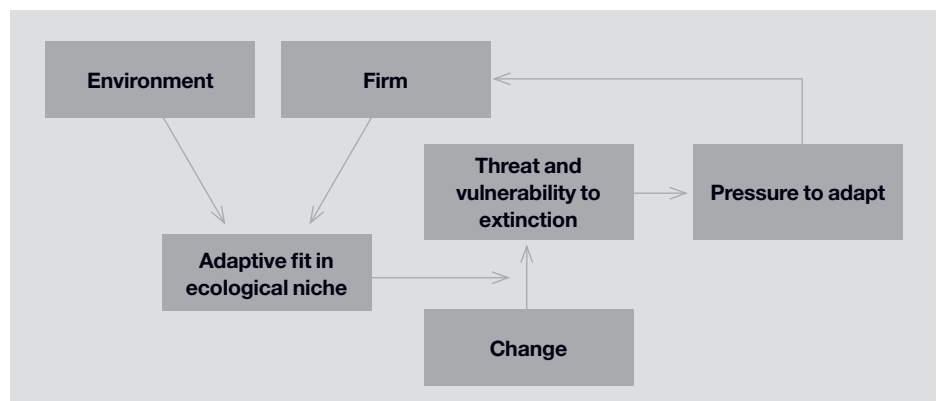 Environment
Firm
Threat and
vulnerability to
extinction
Pressure to adapt
Adaptive fit in
ecological niche
Change